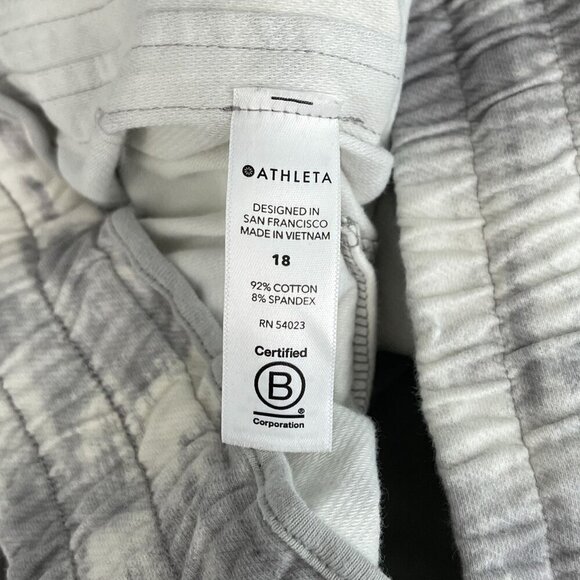 ATHLETA
DESIGNED IN
SAN FRANCISCO
MADE IN VIETNAM
18
92% COTTON
8% SPANDEX
RN 54023
Certified
B
®
Corporation